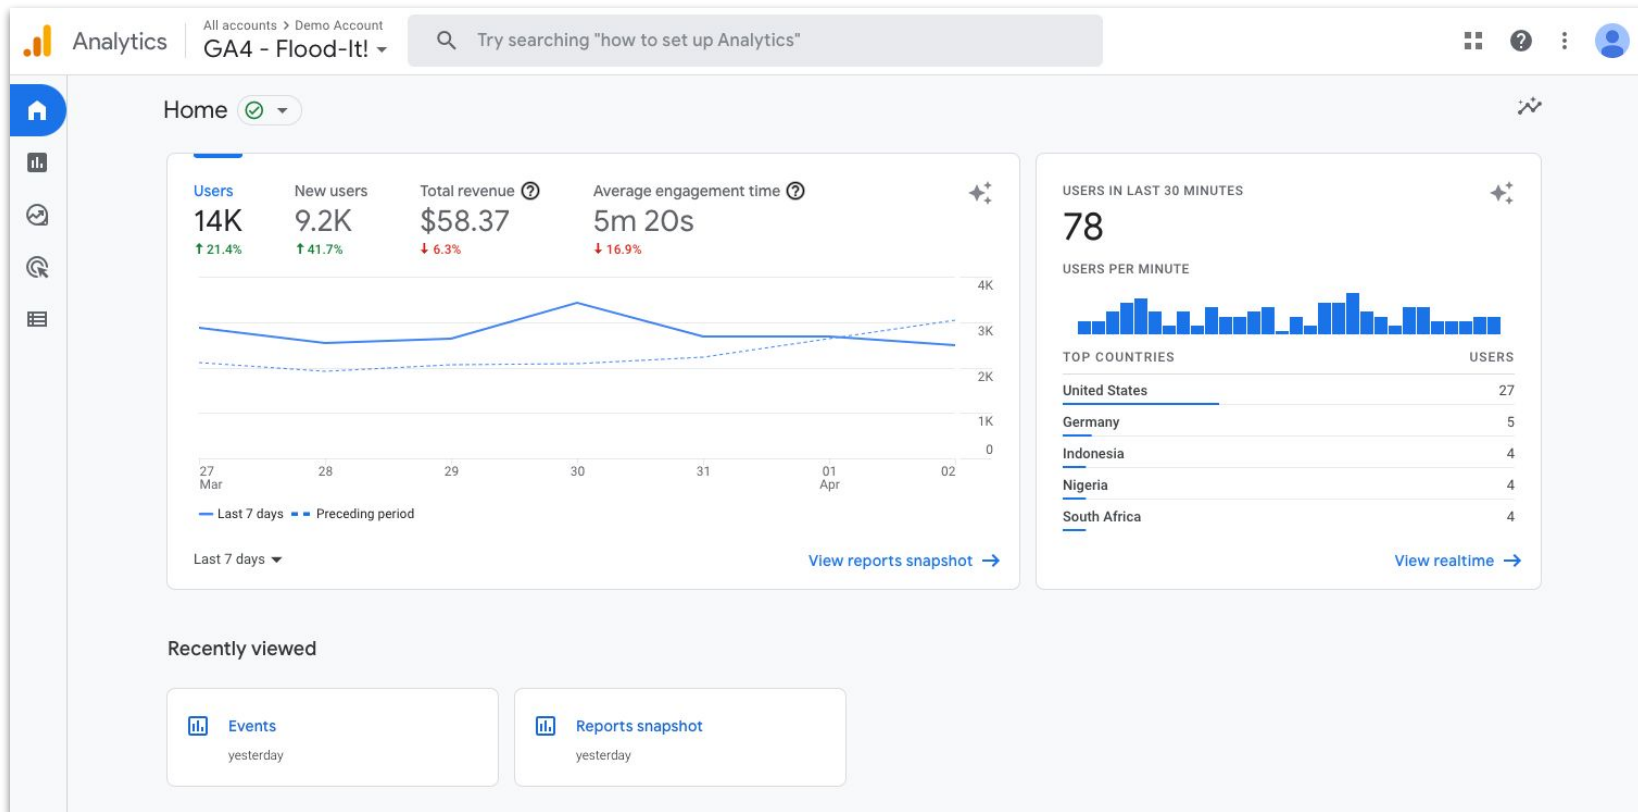 Analytics
All accounts > Demo Account
GA4 - Flood-It!
Try searching "how to set up Analytics"
Home
Users
14K
↑ 21.4%
New users
9.2K
↑ 41.7%
Total revenue
$58.37
↓ 6.3%
Average engagement time
5m 20s
↓ 16.9%
4K
3K
2K
1K
0
27
Mar
28
29
30
31
01
Apr
02
Last 7 days
Preceding period
Last 7 days
View reports snapshot
USERS IN LAST 30 MINUTES
78
USERS PER MINUTE
TOP COUNTRIES USERS
United States 27
Germany 5
Indonesia 4
Nigeria 4
South Africa 4
View realtime
Recently viewed
Events
yesterday
Reports snapshot
yesterday